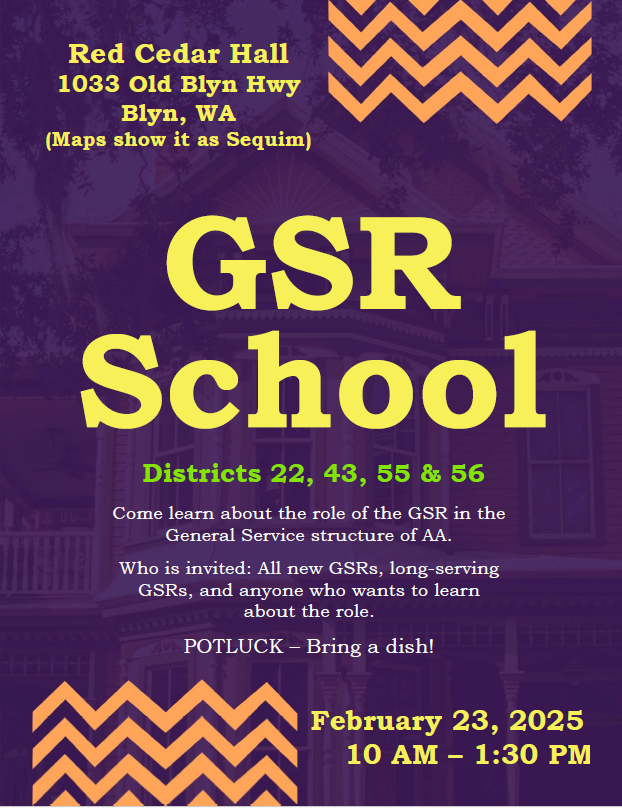 Red Cedar Hall
1033 Old Blyn Hwy
Blyn, WA
(Maps show it as Sequim)
GSR
School
Districts 22, 43, 55 & 56
Come learn about the role of the GSR in the
General Service structure of AA.
Who is invited: All new GSRs, long-serving
GSRs, and anyone who wants to learn
about the role.
POTLUCK – Bring a dish!
February 23, 2025
10 AM – 1:30 PM